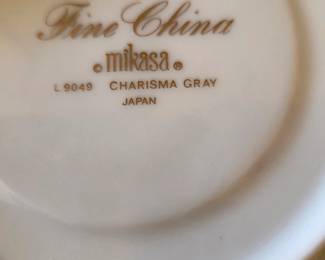 Fine China
© mikasa ®
L 9049 CHARISMA GRAY
JAPAN